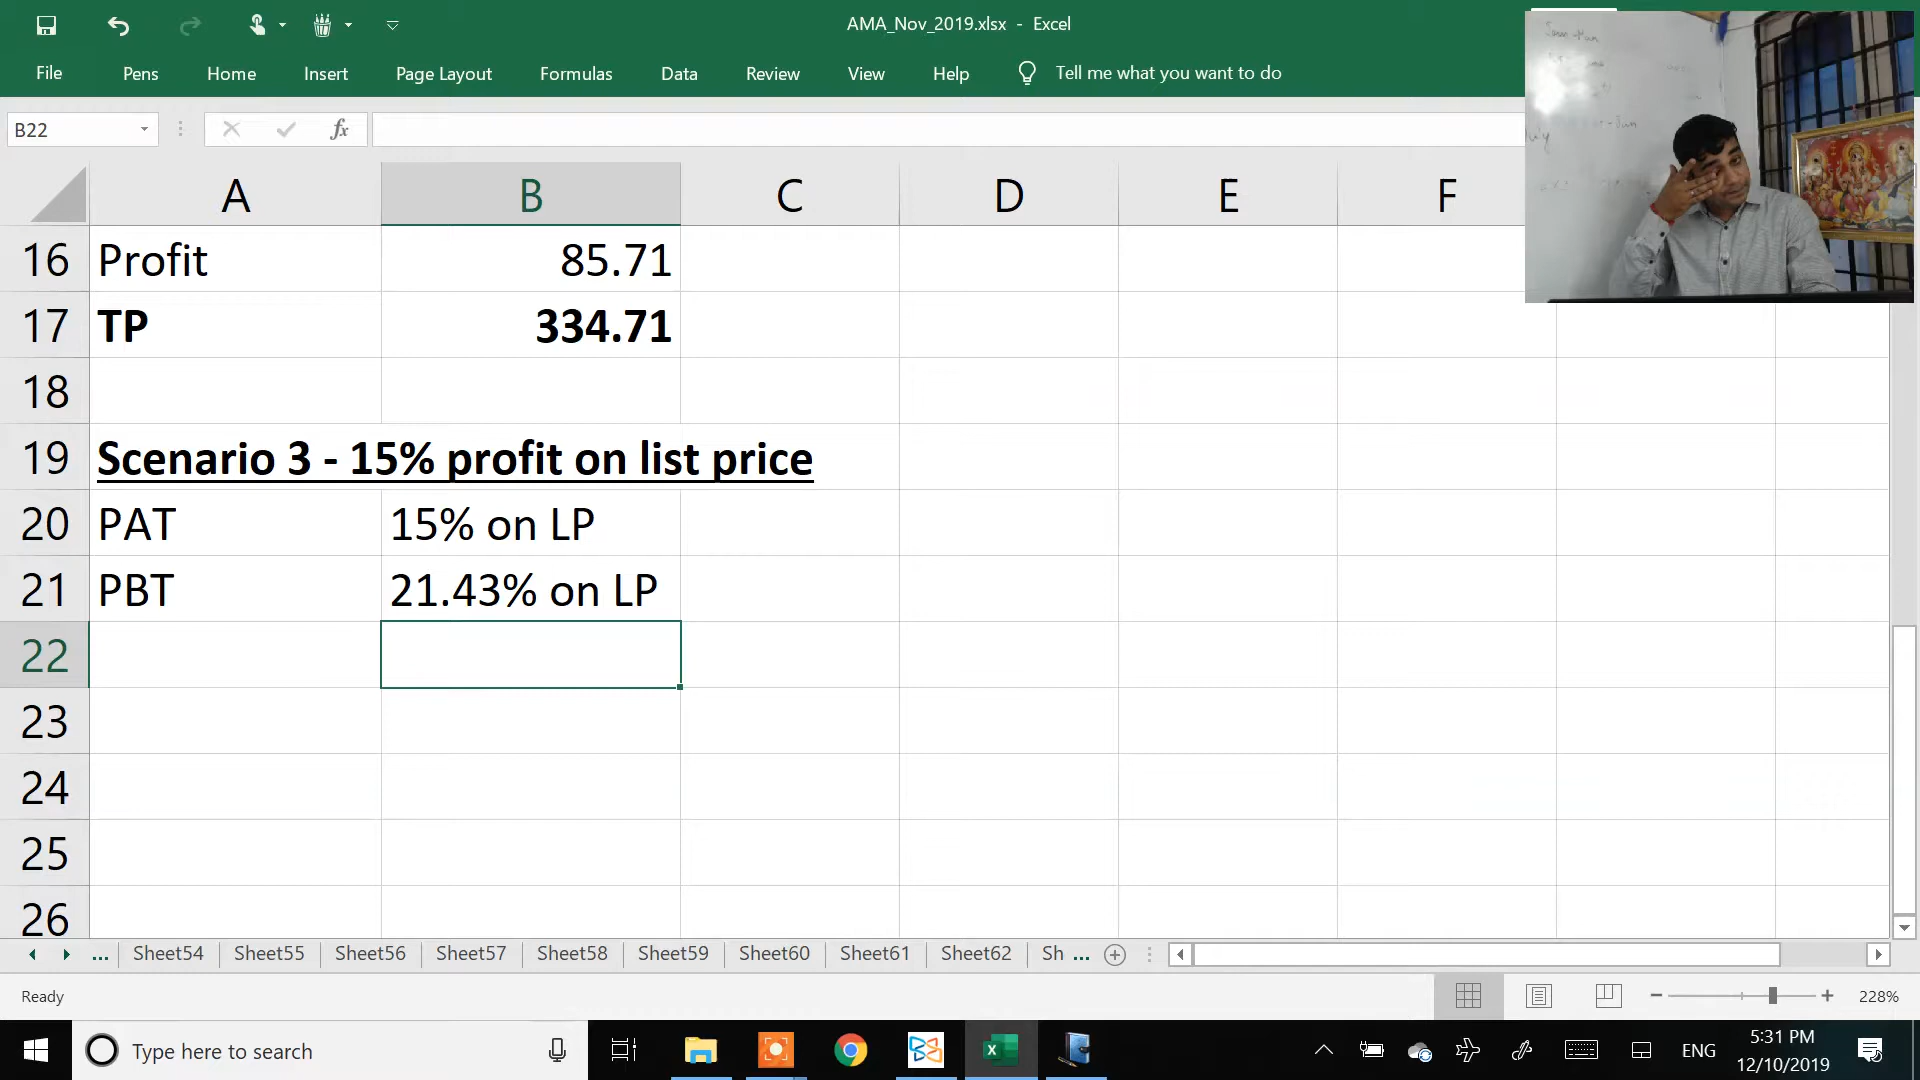 AMA_Nov_2019.xlsx - Excel
File Pens Home Insert Page Layout Formulas Data Review View Help Tell me what you want to do
B22 fx
A B C D E F
16 Profit 85.71
17 TP 334.71
18
19 Scenario 3 - 15% profit on list price
20 PAT 15% on LP
21 PBT 21.43% on LP
22
23
24
25
26
... Sheet54 Sheet55 Sheet56 Sheet57 Sheet58 Sheet59 Sheet60 Sheet61 Sheet62 Sh ...
Ready 228%
Type here to search ENG 5:31 PM
12/10/2019